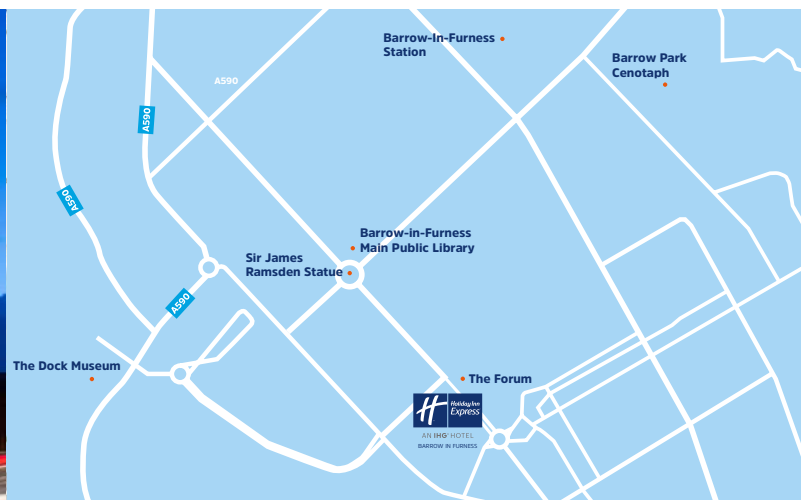 Barrow-In-Furness
Station
Barrow Park
Cenotaph
A590
A590
A590
Barrow-in-Furness
Main Public Library
Sir James
Ramsden Statue
A590
The Dock Museum
The Forum
H
Holiday Inn
Express
AN IHG® HOTEL
BARROW IN FURNESS